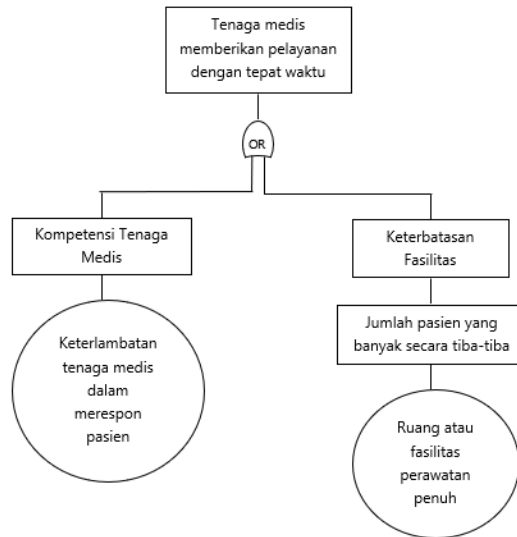 Tenaga medis
memberikan pelayanan
dengan tepat waktu
OR
Kompetensi Tenaga
Medis
Keterbatasan
Fasilitas
Keterlambatan
tenaga medis
dalam
merespon
pasien
Jumlah pasien yang
banyak secara tiba-tiba
Ruang atau
fasilitas
perawatan
penuh